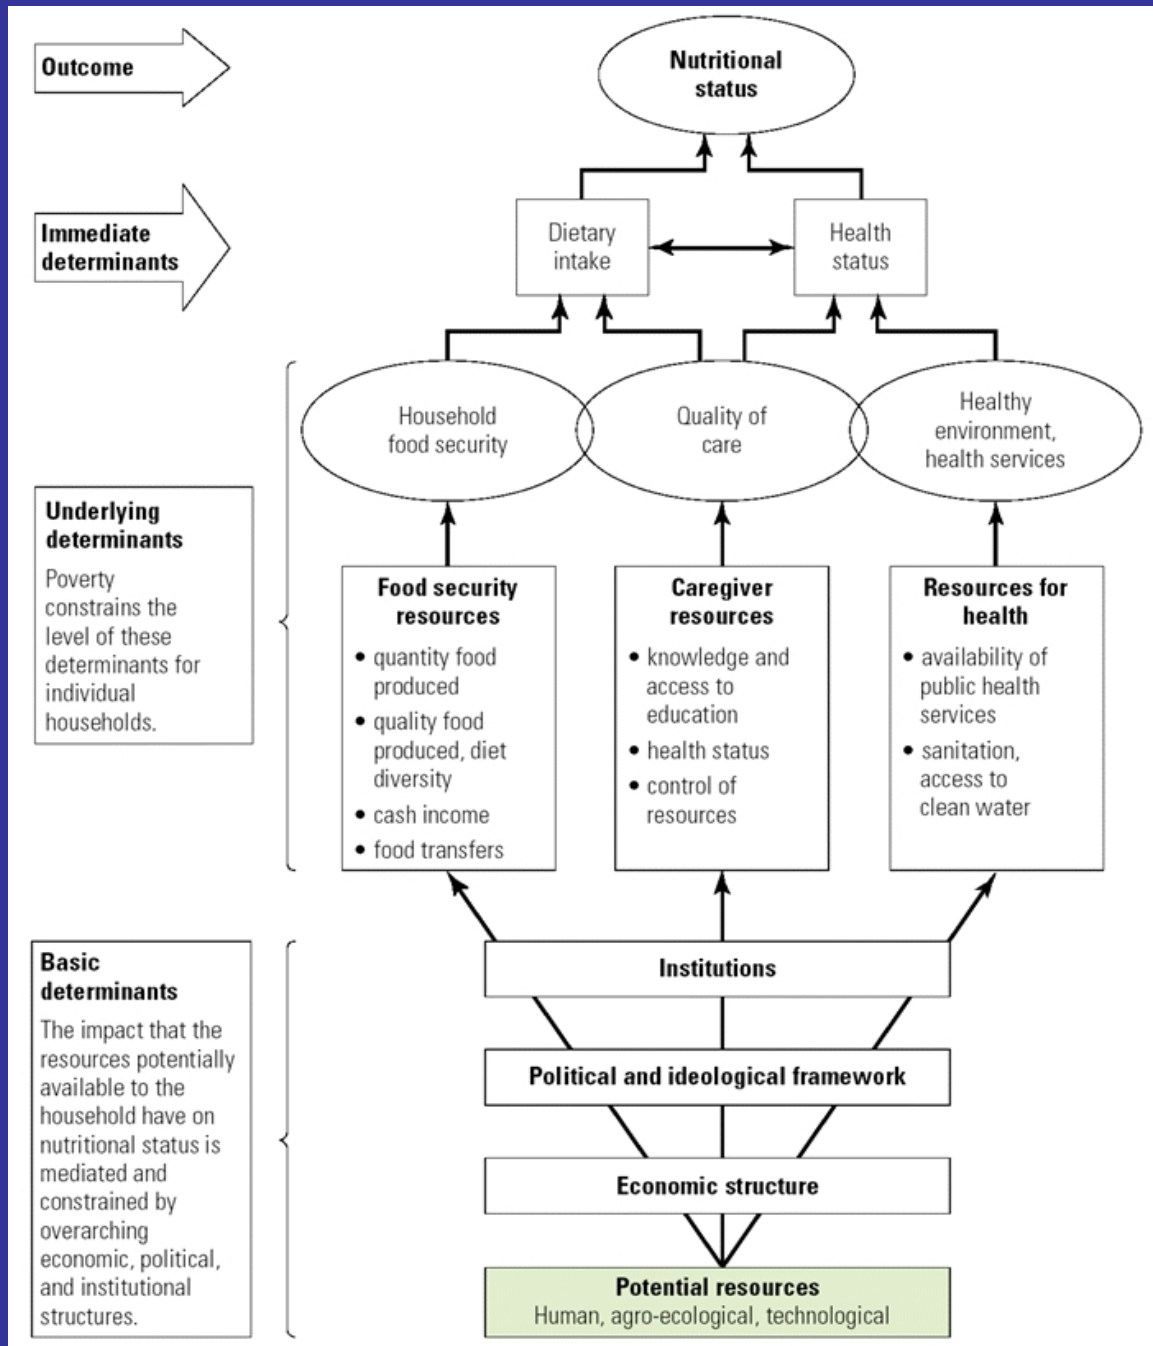 Outcome
Nutritional
status
Immediate
determinants
Dietary
intake
Health
status
Household
food security
Quality of
care
Healthy
environment,
health services
Underlying
determinants
Poverty
constrains the
level of these
determinants for
individual
households.
Food security
resources
• quantity food
produced
• quality food
produced, diet
diversity
• cash income
• food transfers
Caregiver
resources
• knowledge and
access to
education
• health status
• control of
resources
Resources for
health
• availability of
public health
services
• sanitation,
access to
clean water
Basic
determinants
The impact that the
resources potentially
available to the
household have on
nutritional status is
mediated and
constrained by
overarching
economic, political,
and institutional
structures.
Institutions
Political and ideological framework
Economic structure
Potential resources
Human, agro-ecological, technological